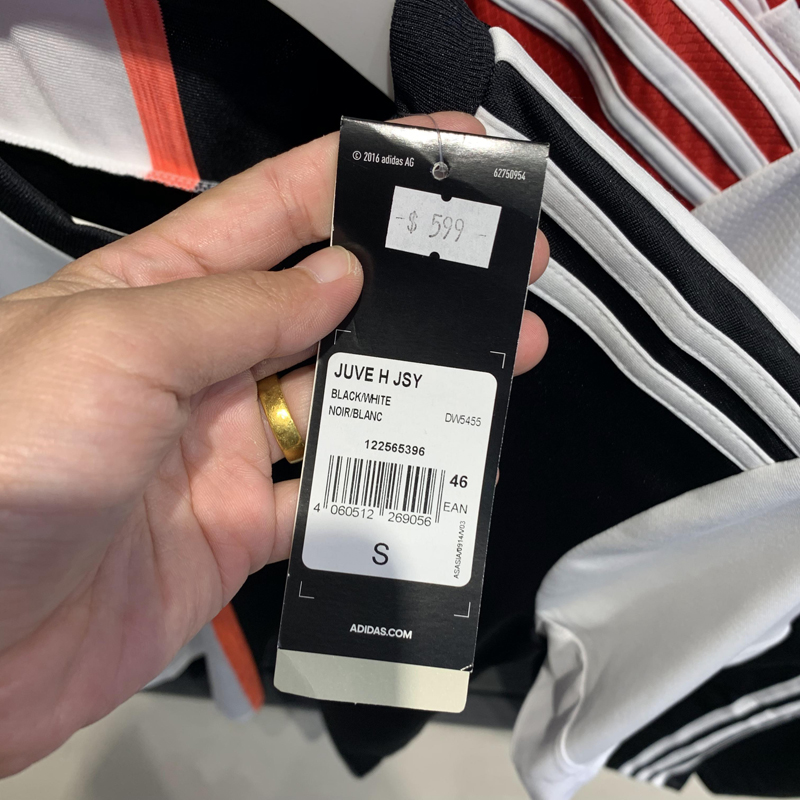 © 2016 adidas AG
62750954
-$ 599 -
JUVE H JSY
BLACK/WHITE
NOIR/BLANC
DW5455
122565396
46
EAN
4 060512 269056
S
ASASIA/0914/V03
ADIDAS.COM